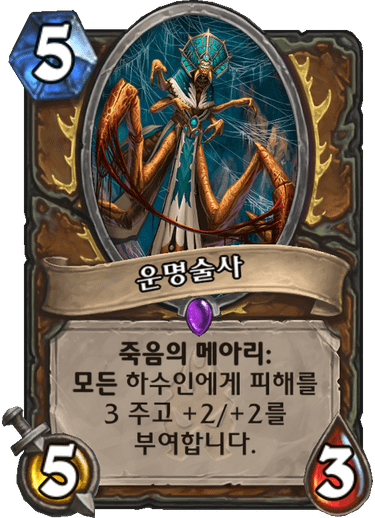 5
운명술사
죽음의 메아리:
모든 하수인에게 피해를
3 주고 +2/+2를
부여합니다.
5
3